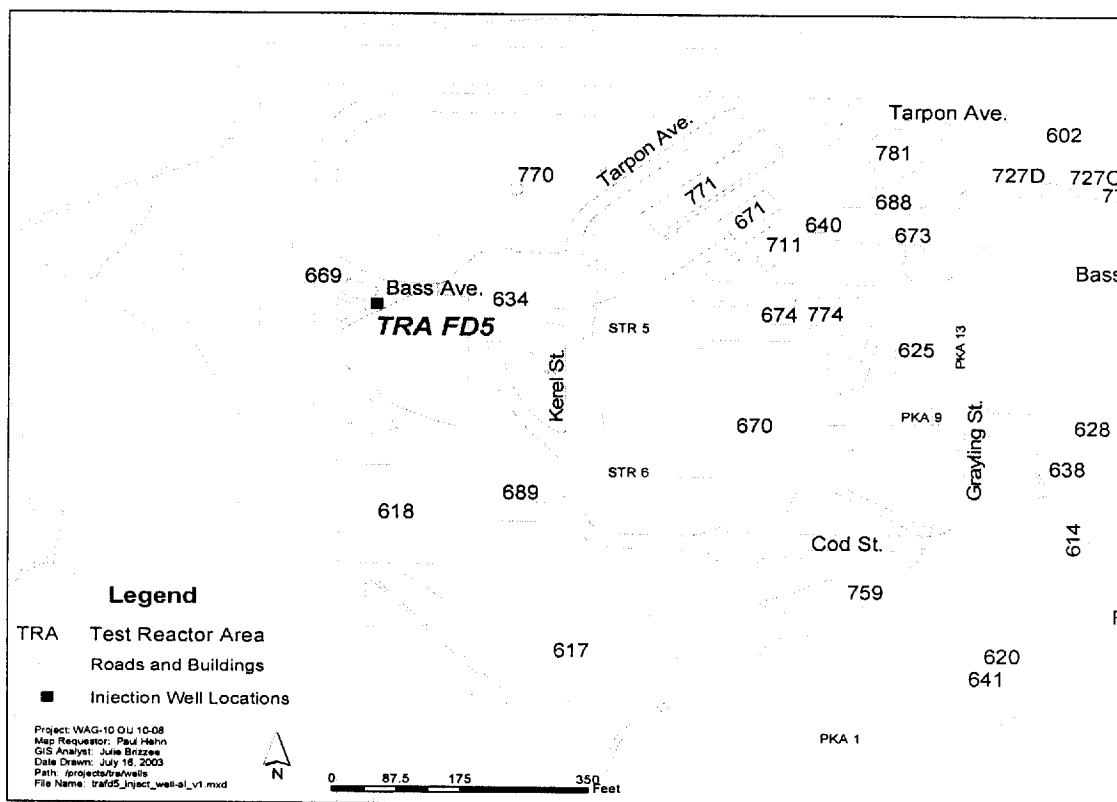 Tarpon Ave.
Tarpon Ave.
602
781
770
727D
727C
771
688
671
640
673
711
669
Bass Ave.
634
Bass
TRA FD5
STR 5
674
774
625
PKA 13
Kerel St.
670
PKA 9
Grayling St.
628
638
STR 6
689
618
614
Cod St.
759
617
620
641
PKA 1
Legend
TRA Test Reactor Area
Roads and Buildings
Injection Well Locations
Project: WAG-10 OU 10-08
Map Requestor: Paul Hahn
GIS Analyst: Julie Brizzee
Date Drawn: July 16, 2003
Path: /projects/tra/wells
File Name: trafd5_inject_well-al_v1.mxd
N
0 87.5 175 350
Feet